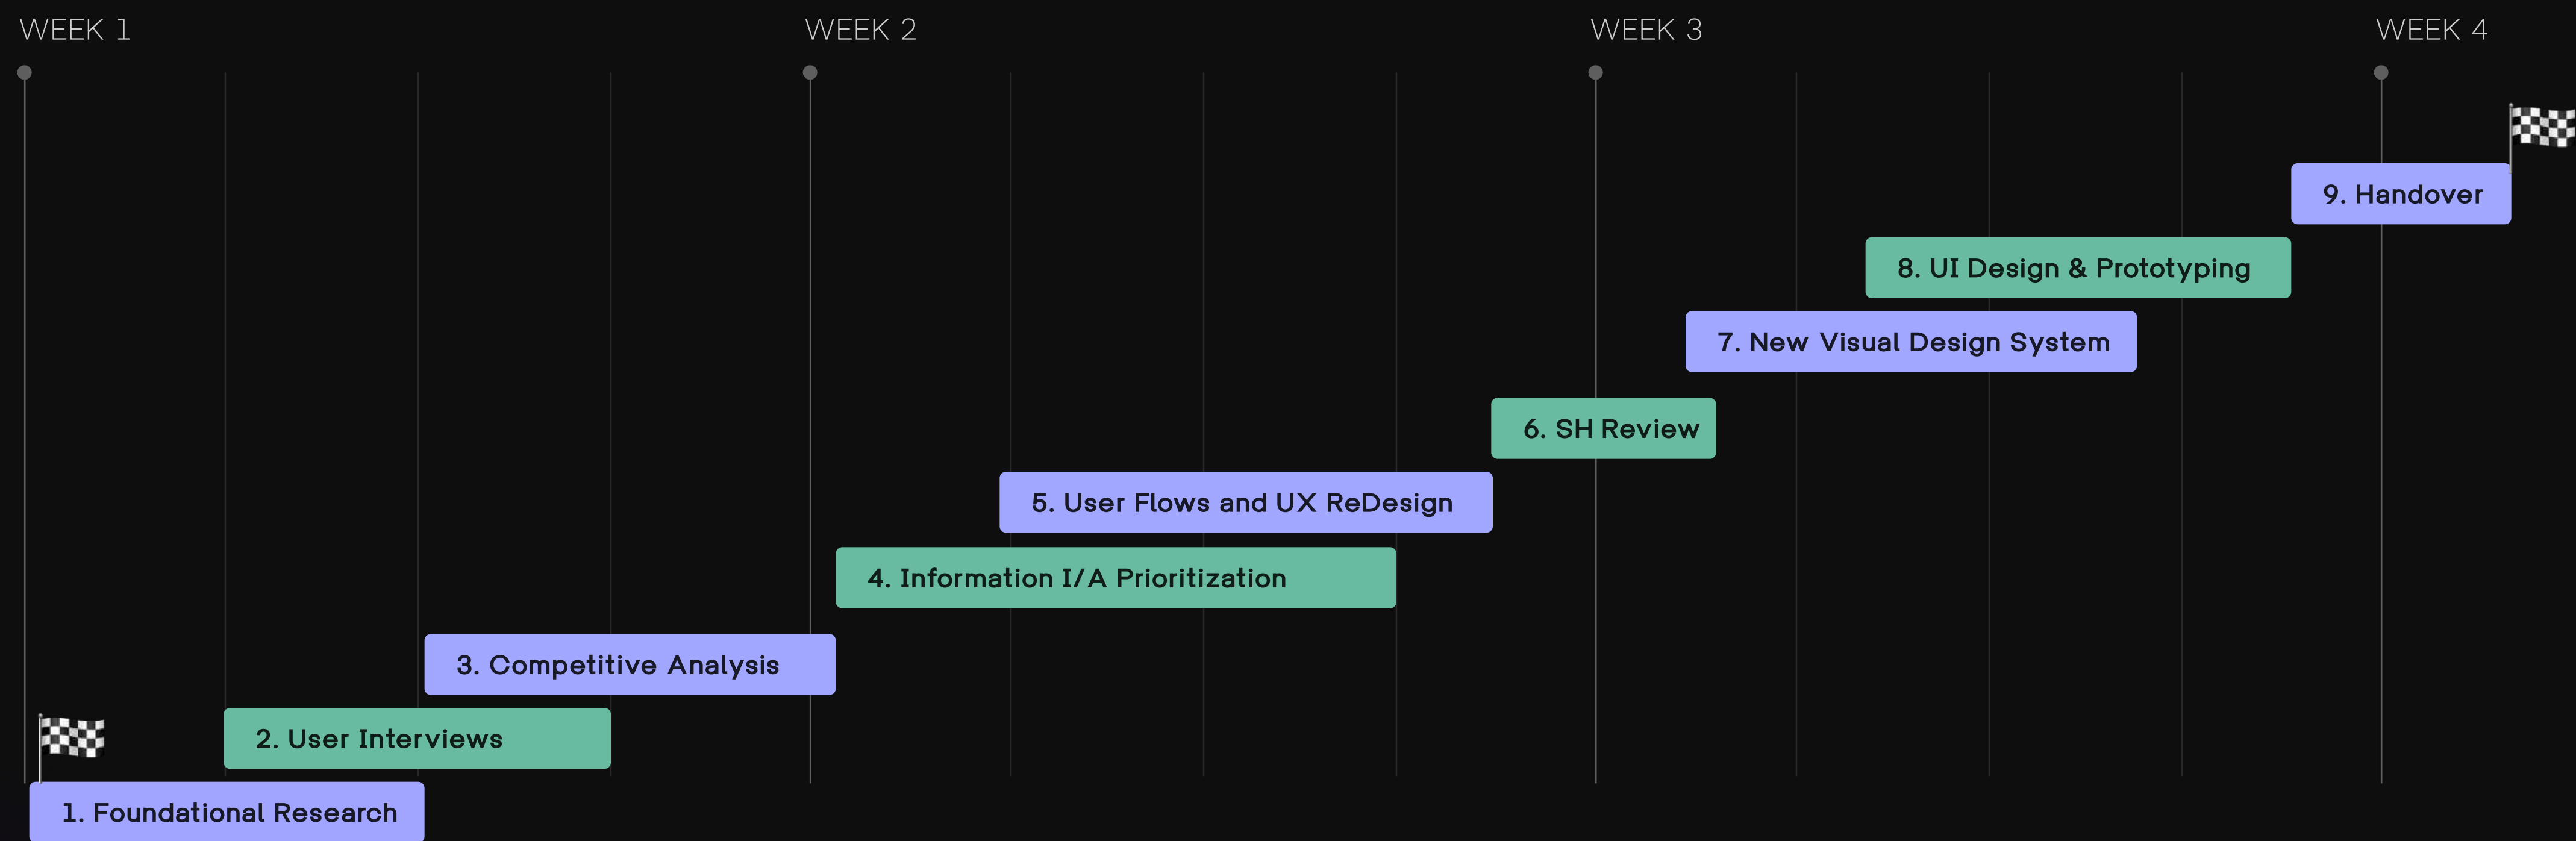 WEEK 1
WEEK 2
WEEK 3
WEEK 4
9. Handover
8. UI Design & Prototyping
7. New Visual Design System
6. SH Review
5. User Flows and UX ReDesign
4. Information I/A Prioritization
3. Competitive Analysis
2. User Interviews
1. Foundational Research